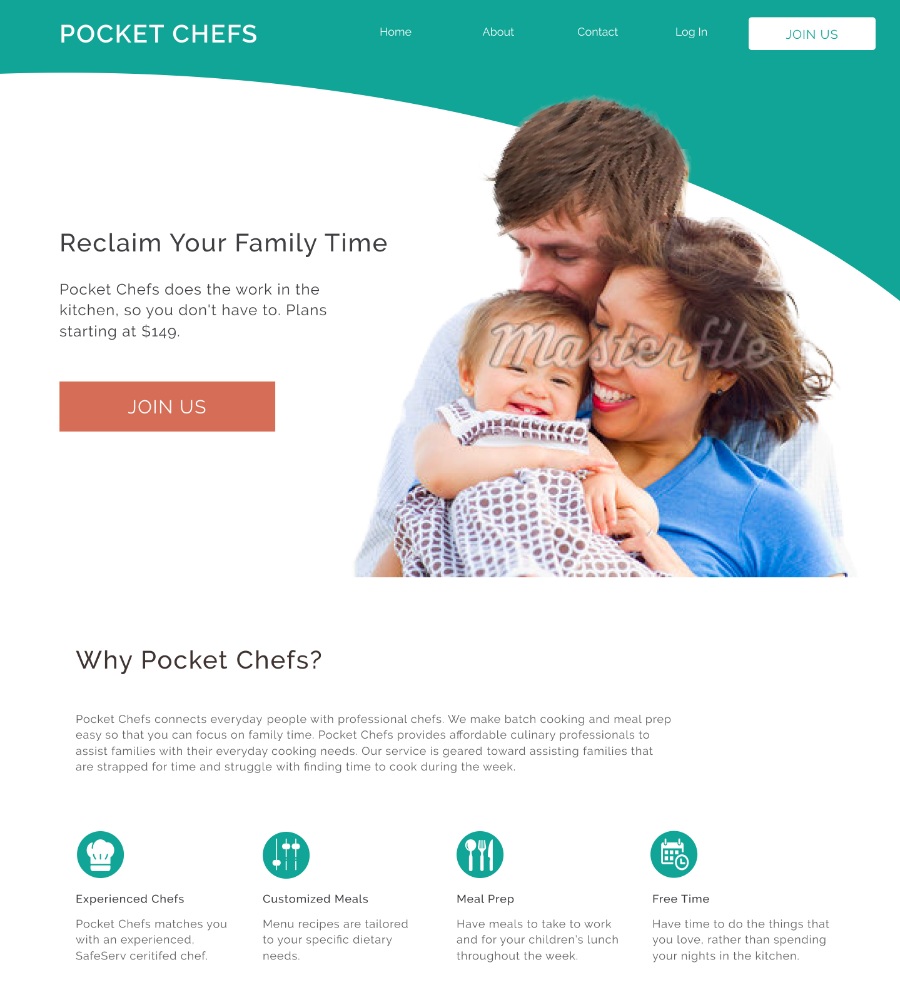 POCKET CHEFS
Home
About
Contact
Log In
JOIN US
Reclaim Your Family Time
Pocket Chefs does the work in the
kitchen, so you don't have to. Plans
starting at $149.
JOIN US
Masterfile
Why Pocket Chefs?
Pocket Chefs connects everyday people with professional chefs. We make batch cooking and meal prep
easy so that you can focus on family time. Pocket Chefs provides affordable culinary professionals to
assist families with their everyday cooking needs. Our service is geared toward assisting families that
are strapped for time and struggle with finding time to cook during the week.
Experienced Chefs
Pocket Chefs matches you
with an experienced.
SafeServ ceritifed chef.
Customized Meals
Menu recipes are tailored
to your specific dietary
needs.
Meal Prep
Have meals to take to work
and for your children's lunch
throughout the week.
Free Time
Have time to do the things that
you love, rather than spending
your nights in the kitchen.